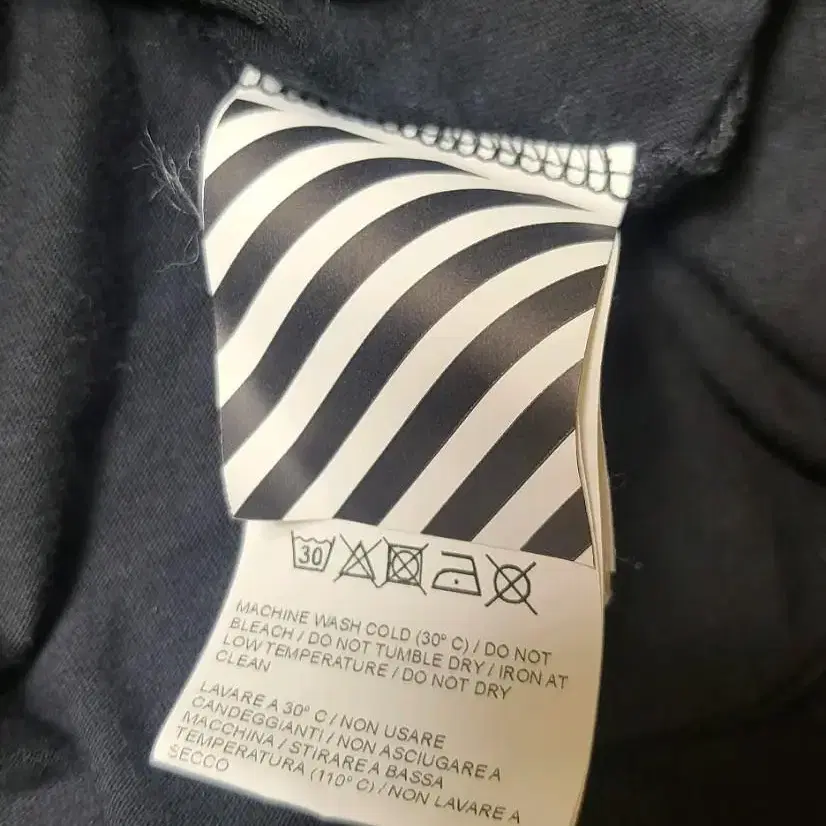 30
MACHINE WASH COLD (30° C) / DO NOT
BLEACH / DO NOT TUMBLE DRY / IRON AT
LOW TEMPERATURE / DO NOT DRY
CLEAN
LAVARE A 30° C / NON USARE
CANDEGGIANTI / NON ASCIUGARE A
MACCHINA / STIRARE A BASSA
TEMPERATURA (110° C) / NON LAVARE A
SECCO